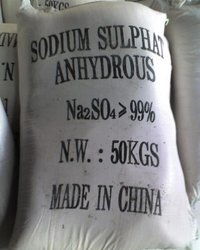 SODIUM SULPHAT
ANHYDROUS
Na2SO4≥99%
N.W. : 50KGS
MADE IN CHINA